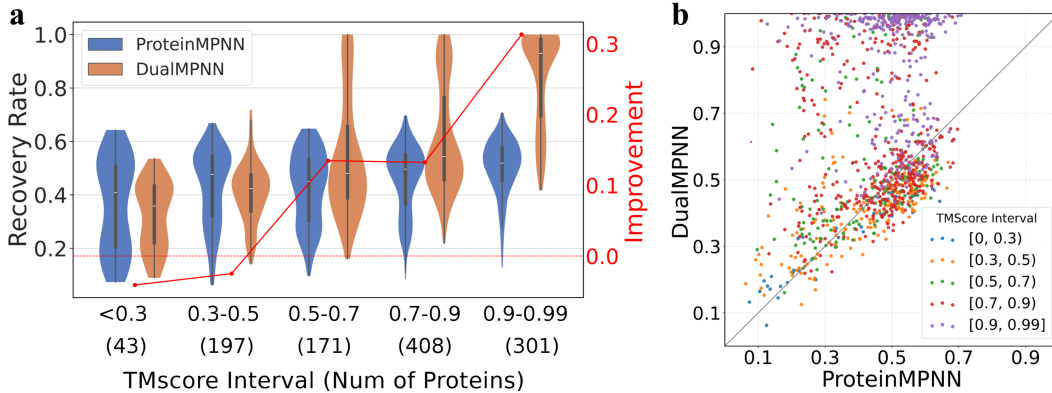 a
ProteinMPNN
DualMPNN
Recovery Rate
1.0
0.8
0.6
0.4
0.2
0.3
0.2
0.1
0.0
Improvement
<0.3 0.3-0.5 0.5-0.7 0.7-0.9 0.9-0.99
(43) (197) (171) (408) (301)
TMscore Interval (Num of Proteins)
b
DualMPNN
0.9
0.7
0.5
0.3
0.1
TMScore Interval
[0, 0.3)
[0.3, 0.5)
[0.5, 0.7)
[0.7, 0.9)
[0.9, 0.99]
0.1 0.3 0.5 0.7 0.9
ProteinMPNN